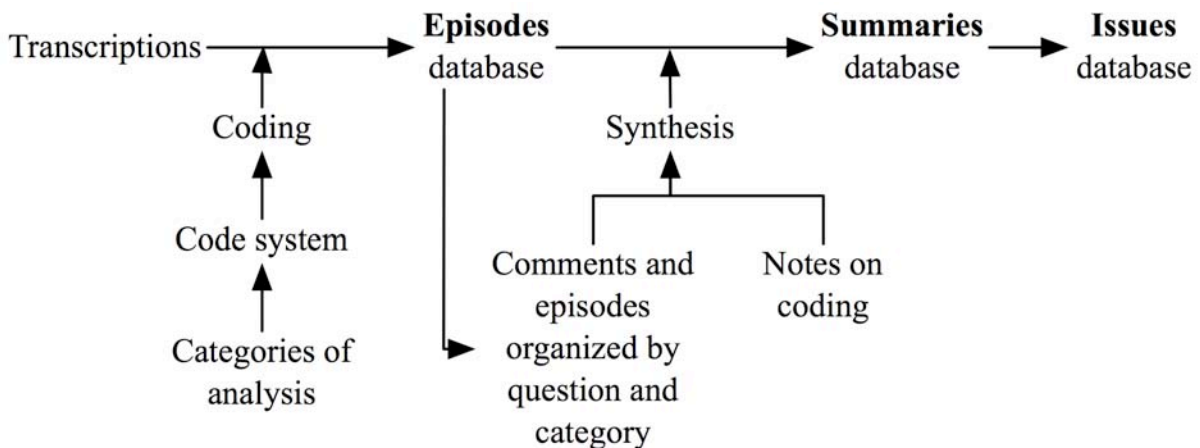 Transcriptions
Episodes
database
Summaries
database
Issues
database
Coding
Synthesis
Code system
Comments and
episodes
organized by
question and
category
Notes on
coding
Categories of
analysis